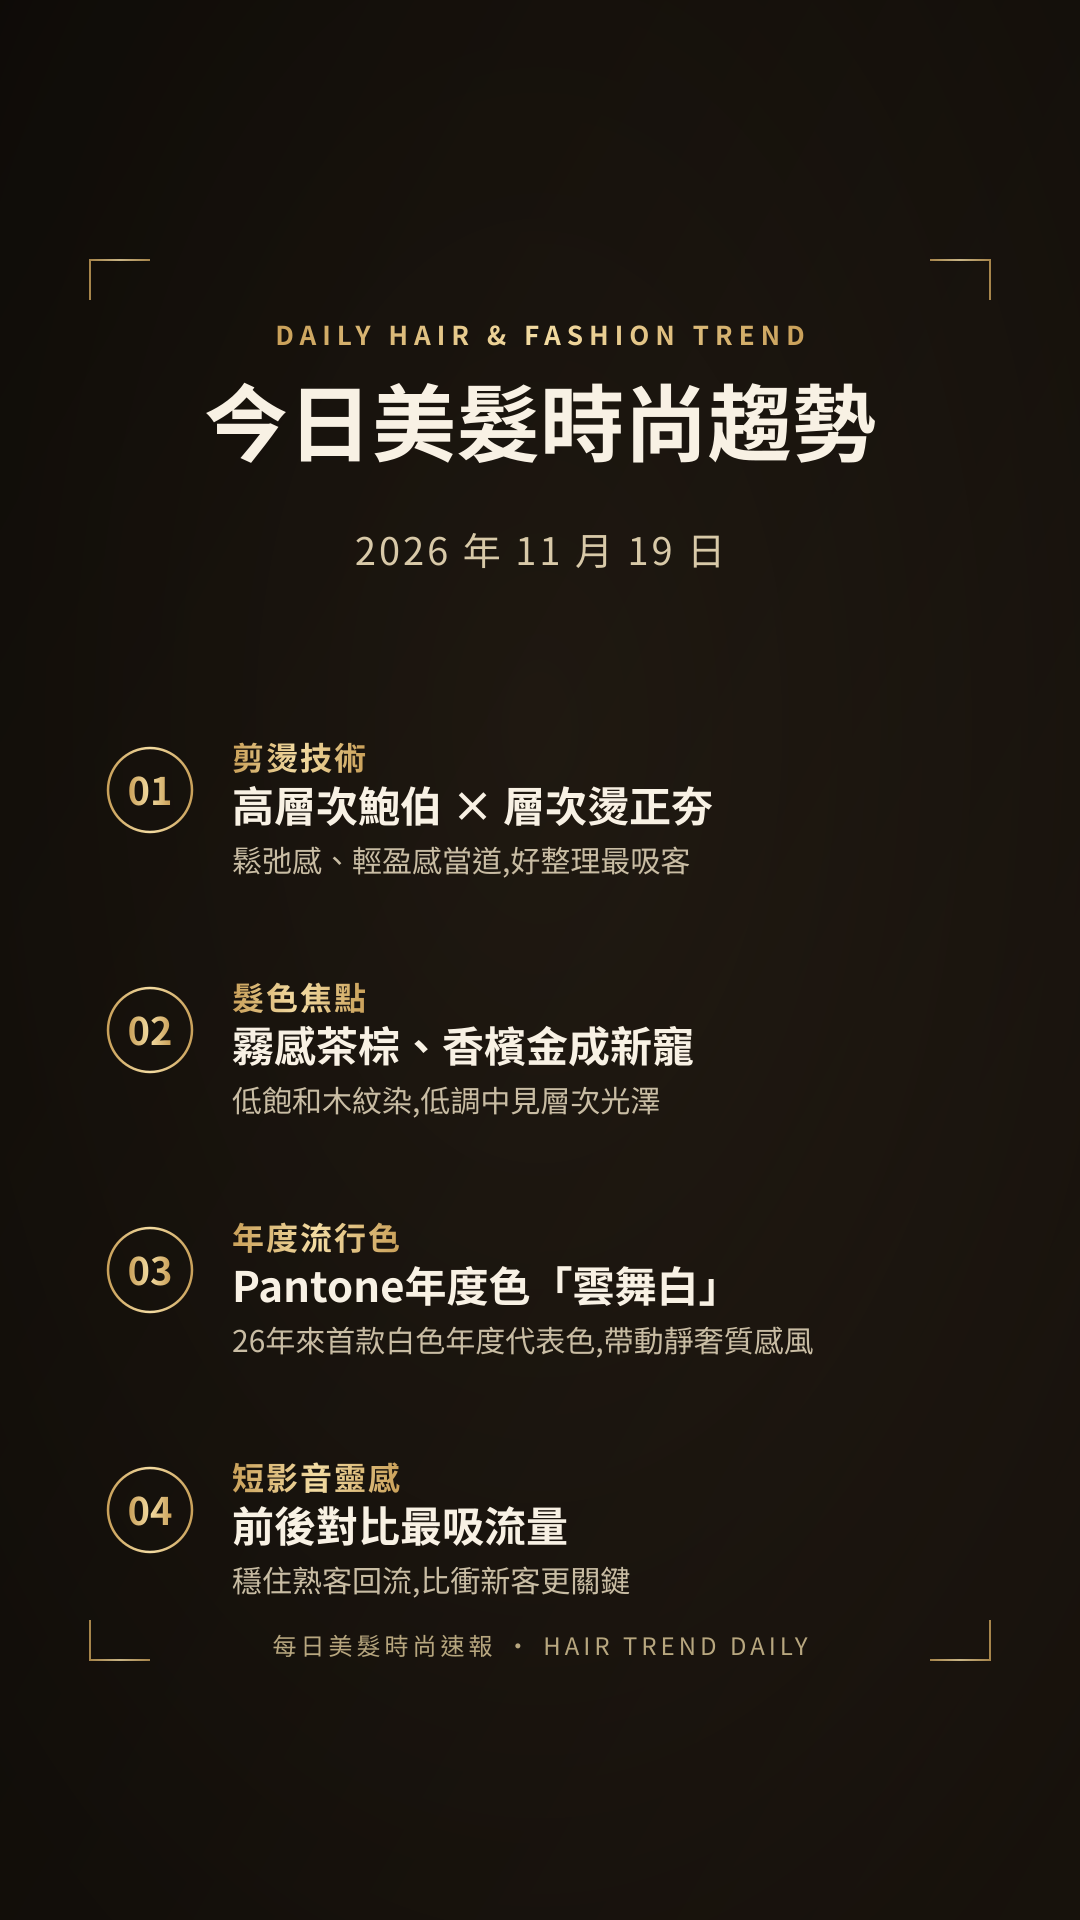 DAILY HAIR & FASHION TREND
今日美髮時尚趨勢
2026 年 11 月 19 日
01
剪燙技術
高層次鮑伯 × 層次燙正夯
鬆弛感、輕盈感當道,好整理最吸客
02
髮色焦點
霧感茶棕、香檳金成新寵
低飽和木紋染,低調中見層次光澤
03
年度流行色
Pantone年度色「雲舞白」
26年來首款白色年度代表色,帶動靜奢質感風
04
短影音靈感
前後對比最吸流量
穩住熟客回流,比衝新客更關鍵
每日美髮時尚速報 · HAIR TREND DAILY